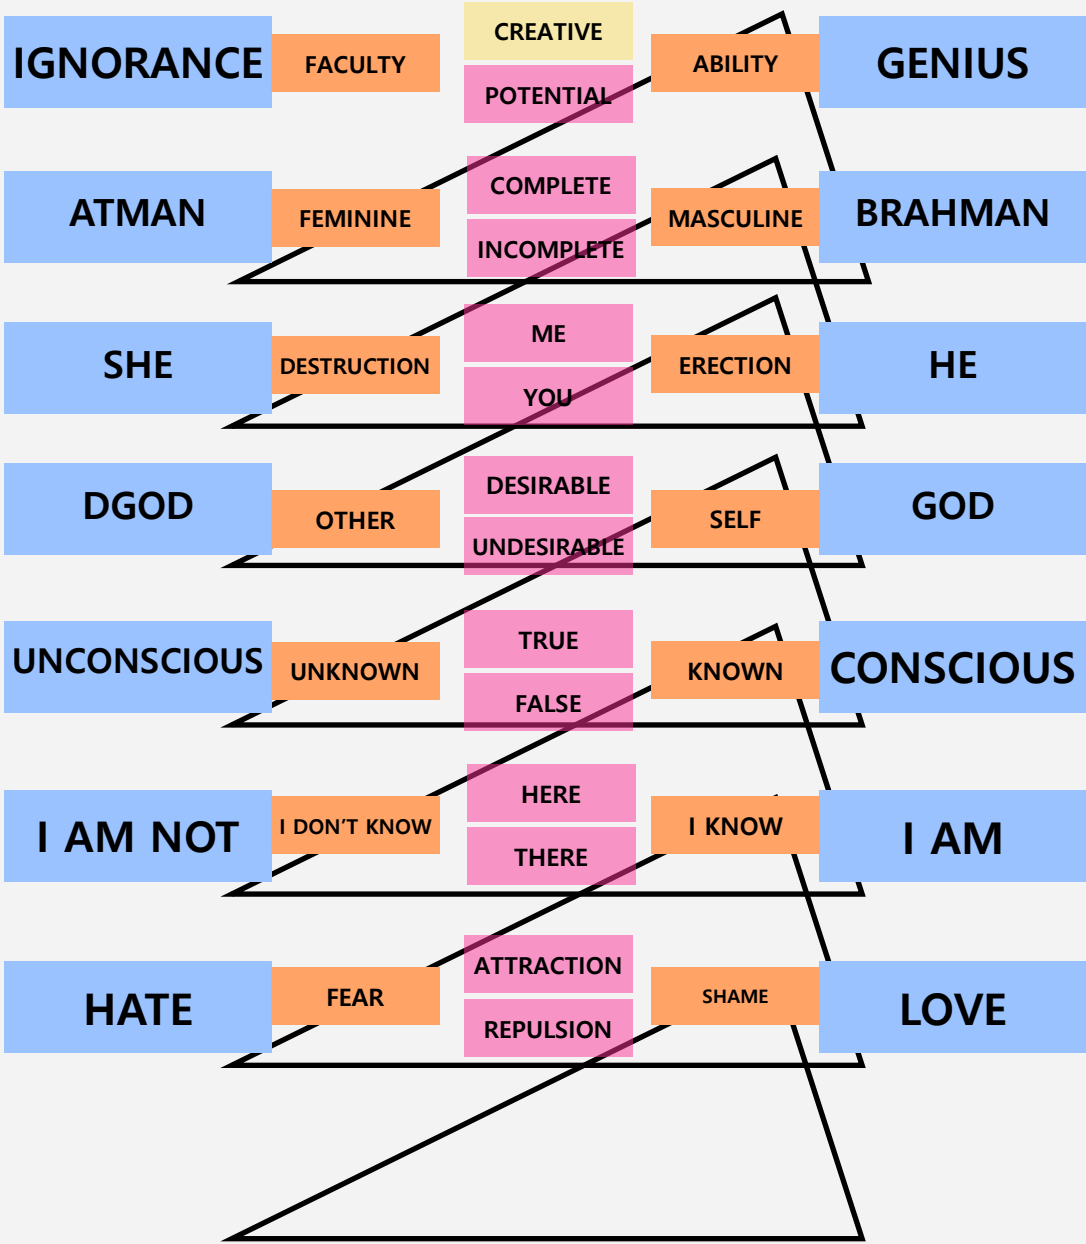 CREATIVE
IGNORANCE FACULTY ABILITY GENIUS
POTENTIAL
COMPLETE
ATMAN FEMININE MASCULINE BRAHMAN
INCOMPLETE
ME
SHE DESTRUCTION ERECTION HE
YOU
DESIRABLE
DGOD OTHER SELF GOD
UNDESIRABLE
TRUE
UNCONSCIOUS UNKNOWN KNOWN CONSCIOUS
FALSE
HERE
I AM NOT I DON’T KNOW I KNOW I AM
THERE
ATTRACTION
HATE FEAR SHAME LOVE
REPULSION